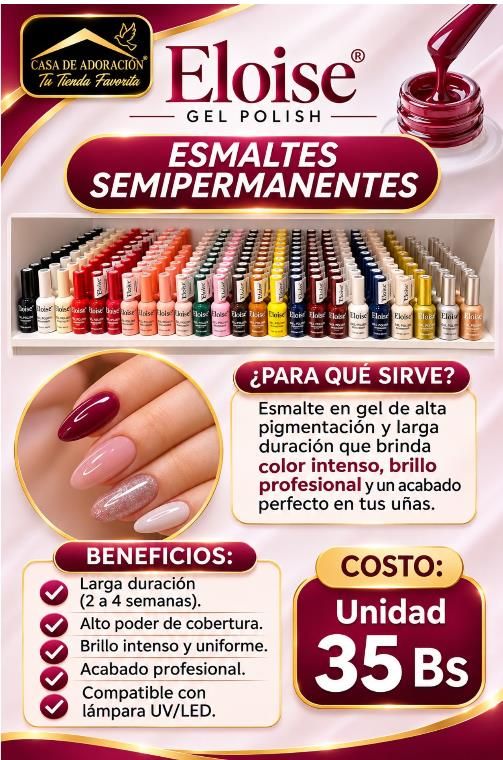 CASA DE ADORACIÓN®
Tu Tienda Favorita
Eloise®
GEL POLISH
ESMALTES
SEMIPERMANENTES
¿PARA QUÉ SIRVE?
Esmalte en gel de alta
pigmentación y larga
duración que brinda
color intenso, brillo
profesional y un acabado
perfecto en tus uñas.
BENEFICIOS:
Larga duración
(2 a 4 semanas).
Alto poder de cobertura.
Brillo intenso y uniforme.
Acabado profesional.
Compatible con
lámpara UV/LED.
COSTO:
Unidad
35 Bs